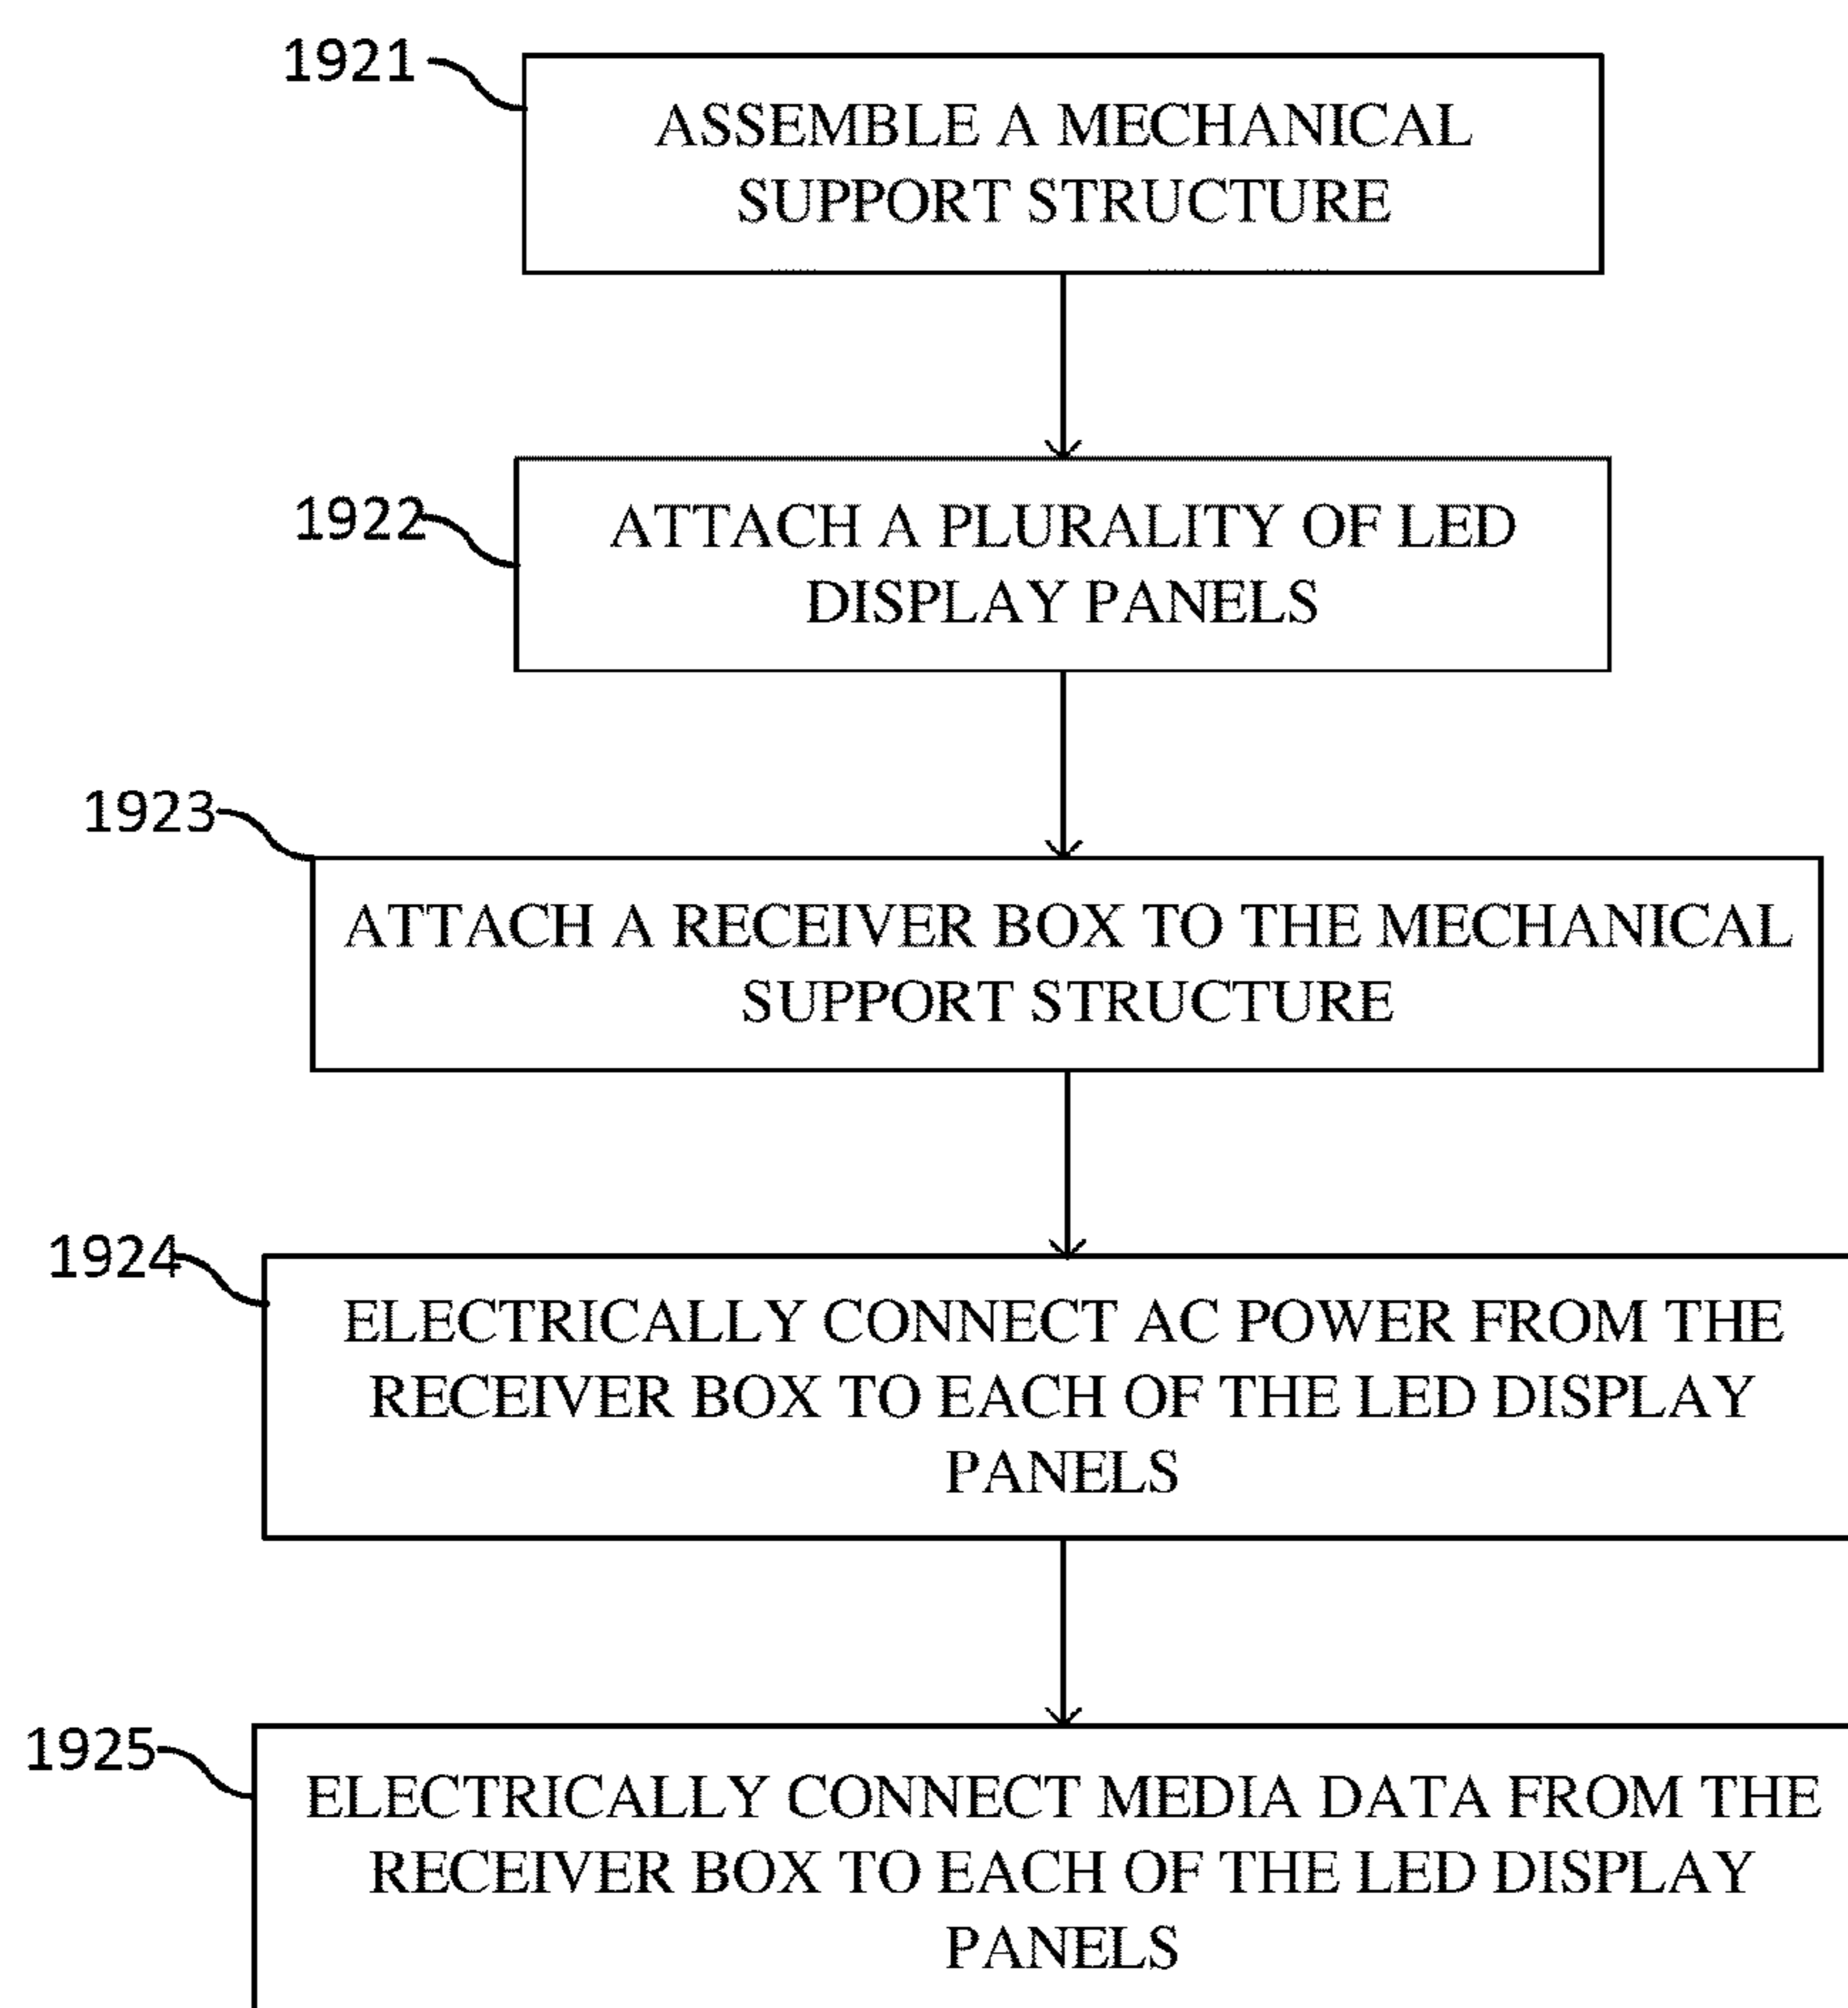 1921
ASSEMBLE A MECHANICAL
SUPPORT STRUCTURE
1922
ATTACH A PLURALITY OF LED
DISPLAY PANELS
1923
ATTACH A RECEIVER BOX TO THE MECHANICAL
SUPPORT STRUCTURE
1924
ELECTRICALLY CONNECT AC POWER FROM THE
RECEIVER BOX TO EACH OF THE LED DISPLAY
PANELS
1925
ELECTRICALLY CONNECT MEDIA DATA FROM THE
RECEIVER BOX TO EACH OF THE LED DISPLAY
PANELS